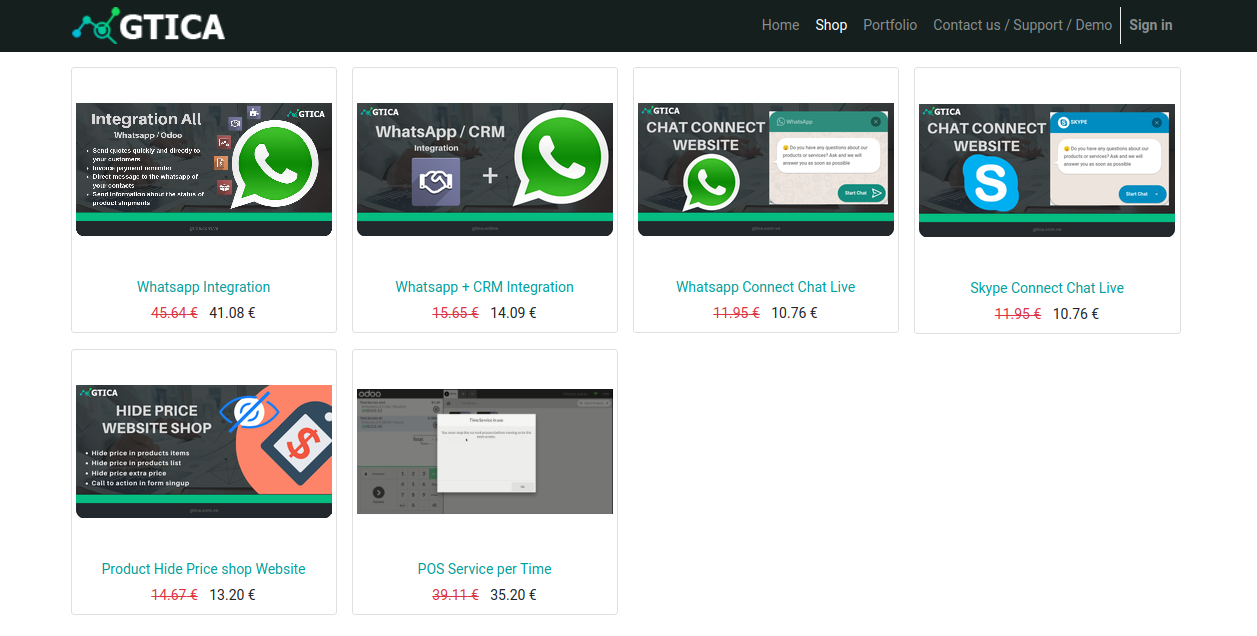 GTICA
Home Shop Portfolio Contact us / Support / Demo Sign in
Integration All
GTICA
Whatsapp / Odoo
Send quotes quickly and directly to
your customers
Invoice payment reminder
Direct message to the whatsapp of
your contacts
Send information about the status of
product shipments
Whatsapp Integration
45.64 € 41.08 €
GTICA
WhatsApp / CRM
Integration
+
Whatsapp + CRM Integration
15.65 € 14.09 €
GTICA
CHAT CONNECT
WEBSITE
WhatsApp
Do you have any questions about our
products or services? Ask and we will
answer you as soon as possible
Start Chat
Whatsapp Connect Chat Live
11.95 € 10.76 €
GTICA
CHAT CONNECT
WEBSITE
SKYPE
S
Do you have any questions about our
products or services? Ask and we will
answer you as soon as possible
Start Chat
Skype Connect Chat Live
11.95 € 10.76 €
GTICA
HIDE PRICE
WEBSITE SHOP
Hide price in products items
Hide price in products list
Hide price extra price
Call to action in form singup
$
Product Hide Price shop Website
14.67 € 13.20 €
odoo
POS Service per Time
39.11 € 35.20 €